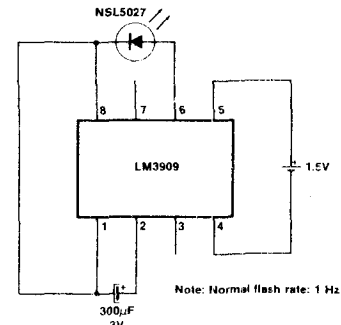 NSL5027
8 7 6 5
LM3909
1.5V
1 2 3 4
300µF
3V
Note: Normal flash rate: 1 Hz